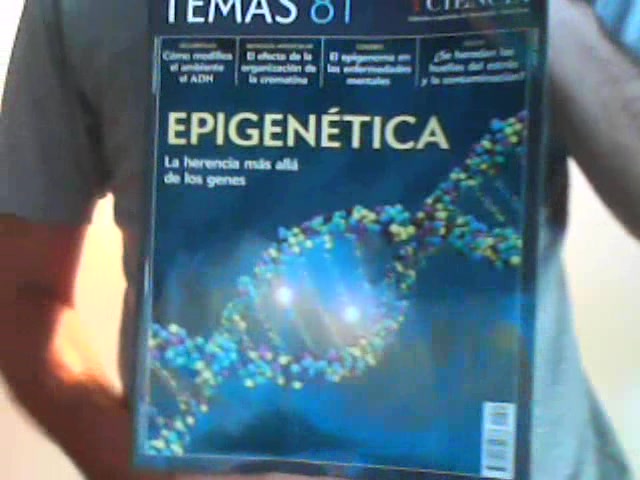 TEMAS 81
CIENCIA
Cómo modifica
el ambiente
el ADN
El efecto de la
organización de
la cromatina
El epigenoma en
las enfermedades
mentales
¿Se heredan las
huellas del estrés
y la contaminación?
EPIGENÉTICA
La herencia más allá
de los genes